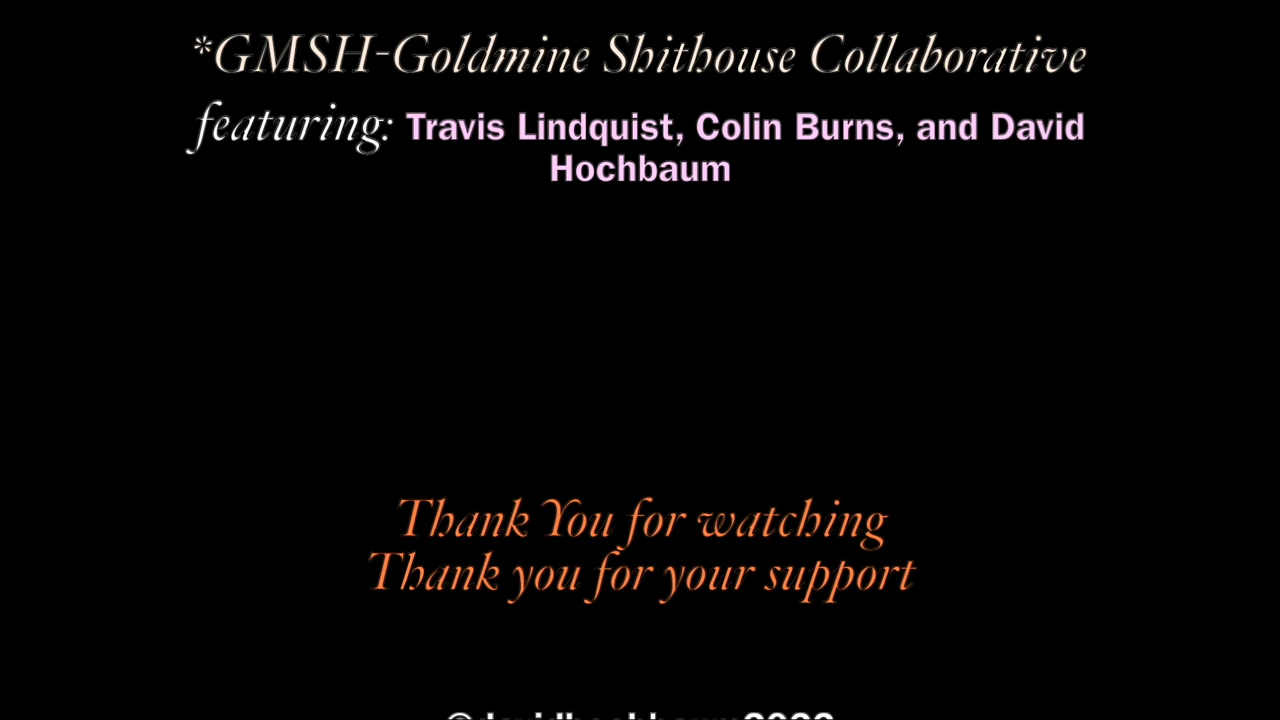 *GMSH-Goldmine Shithouse Collaborative
featuring: Travis Lindquist, Colin Burns, and David
Hochbaum
Thank You for watching
Thank you for your support